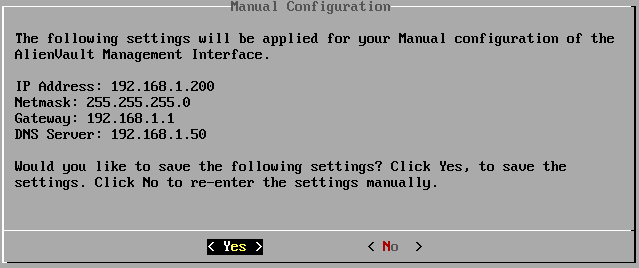 Manual Configuration
The following settings will be applied for your Manual configuration of the
AlienVault Management Interface.
IP Address: 192.168.1.200
Netmask: 255.255.255.0
Gateway: 192.168.1.1
DNS Server: 192.168.1.50
Would you like to save the following settings? Click Yes, to save the
settings. Click No to re-enter the settings manually.
< Yes > < No >